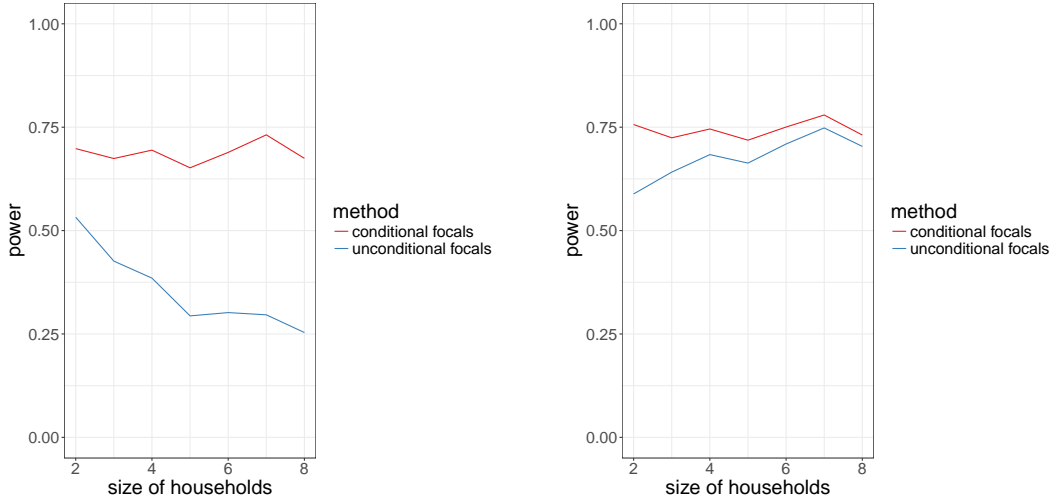 1.00
0.75
0.50
0.25
0.00
power
2
4
6
8
size of households
method
conditional focals
unconditional focals
1.00
0.75
0.50
0.25
0.00
power
2
4
6
8
size of households
method
conditional focals
unconditional focals